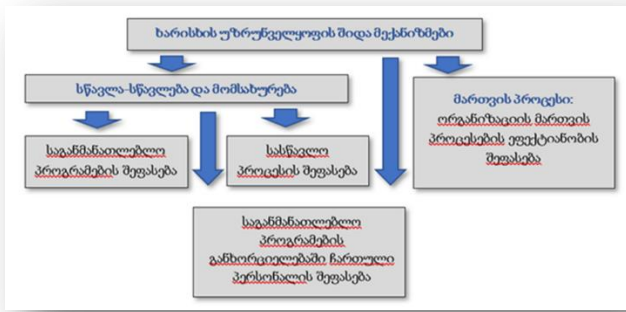 ხარისხის უზრუნველყოფის შიდა მექანიზმები
სწავლა-სწავლება და მომსახურება
მართვის პროცესი:
ორგანიზაციის მართვის
პროცესების ეფექტიანობის
შეფასება
საგანმანათლებლო
პროგრამების შეფასება
სასწავლო
პროცესის შეფასება
საგანმანათლებლო
პროგრამების
განხორციელებაში ჩართული
პერსონალის შეფასება